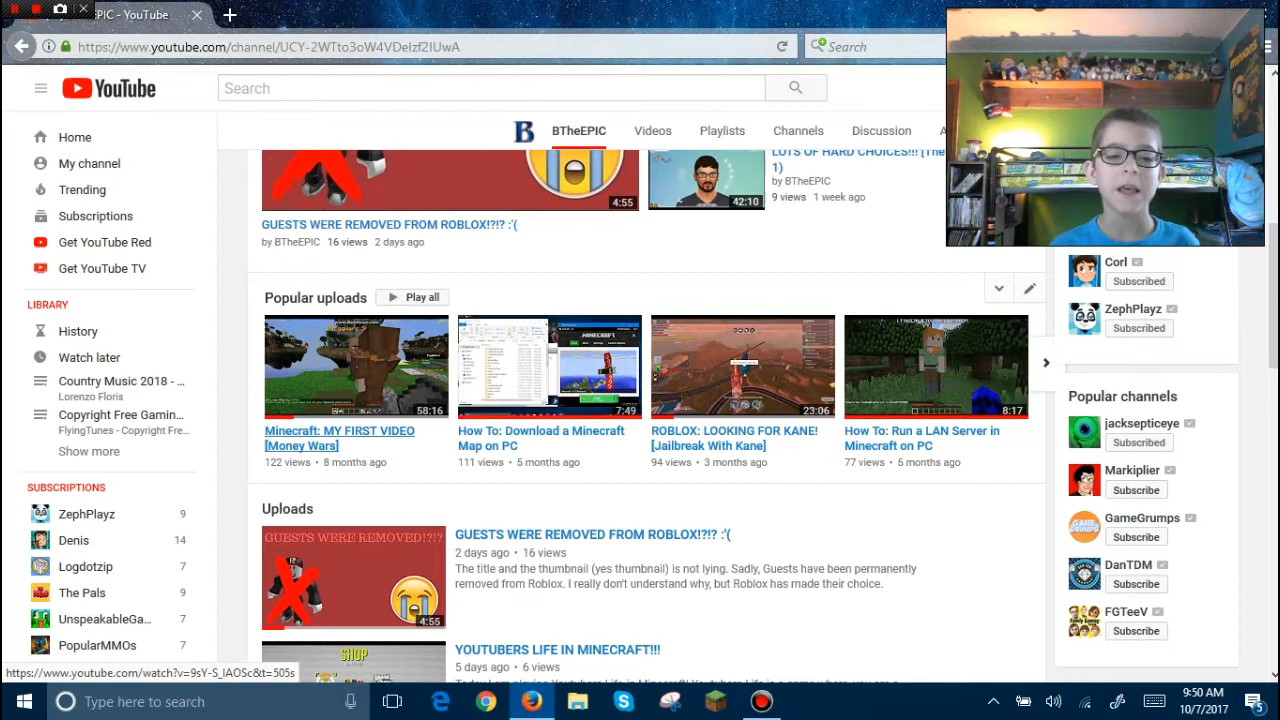 EPIC - YouTube
https://www.youtube.com/channel/UCY-2WTto3oW4VDeIzf2IUwA
Search
YouTube
Search
BTheEPIC
Videos
Playlists
Channels
Discussion
A
Home
My channel
Trending
Subscriptions
Get YouTube Red
Get YouTube TV
LIBRARY
History
Watch later
Country Music 2018 - ...
Lorenzo Floris
Copyright Free Gamin...
FlyingTunes - Copyright Fre...
Show more
SUBSCRIPTIONS
ZephPlayz 9
Denis 14
Logdotzip 7
The Pals 9
UnspeakableGa... 7
PopularMMOs 7
4:55
GUESTS WERE REMOVED FROM ROBLOX!?!? :'(
by BTheEPIC 16 views 2 days ago
42:10
LOTS OF HARD CHOICES!!! [The
1)
by BTheEPIC
9 views 1 week ago
Popular uploads
Play all
58:16
Minecraft: MY FIRST VIDEO
[Money Wars]
122 views • 8 months ago
MINECRAFT
7:49
How To: Download a Minecraft
Map on PC
111 views • 5 months ago
23:06
ROBLOX: LOOKING FOR KANE!
[Jailbreak With Kane]
94 views • 3 months ago
8:17
How To: Run a LAN Server in
Minecraft on PC
77 views • 5 months ago
Uploads
GUESTS WERE REMOVED!?!?
4:55
GUESTS WERE REMOVED FROM ROBLOX!?!? :'(
2 days ago • 16 views
The title and the thumbnail (yes thumbnail) is not lying. Sadly, Guests have been permanently
removed from Roblox. I really don't understand why, but Roblox has made their choice.
SHOP
YOUTUBERS LIFE IN MINECRAFT!!!
5 days ago • 6 views
Corl
Subscribed
ZephPlayz
Subscribed
Popular channels
jacksepticeye
Subscribed
Markiplier
Subscribe
GameGrumps
Subscribe
DanTDM
Subscribe
FGTeeV
Subscribe
https://www.youtube.com/watch?v=9sY-S_IAOSc&t=505s
Type here to search
9:50 AM
10/7/2017
5